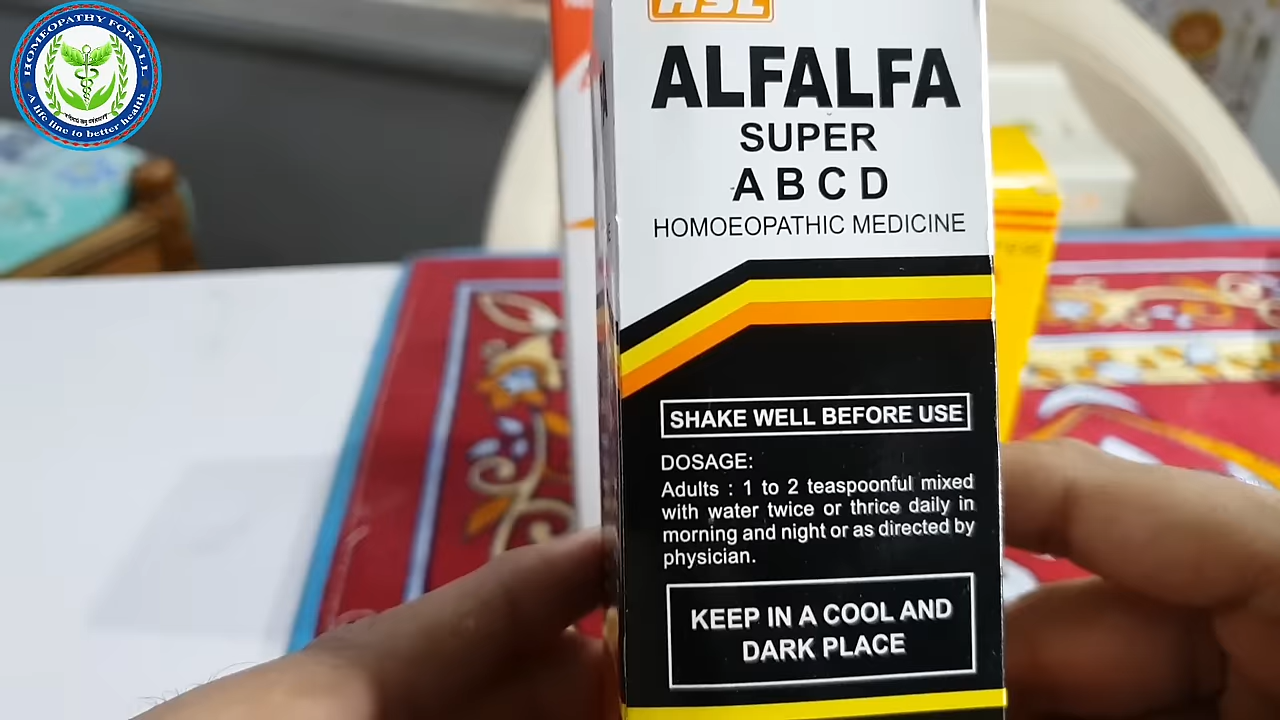 HOMEOPATHY FOR ALL
A life line to better health
HSL
ALFALFA
SUPER
A B C D
HOMOEOPATHIC MEDICINE
SHAKE WELL BEFORE USE
DOSAGE:
Adults : 1 to 2 teaspoonful mixed
with water twice or thrice daily in
morning and night or as directed by
physician.
KEEP IN A COOL AND
DARK PLACE